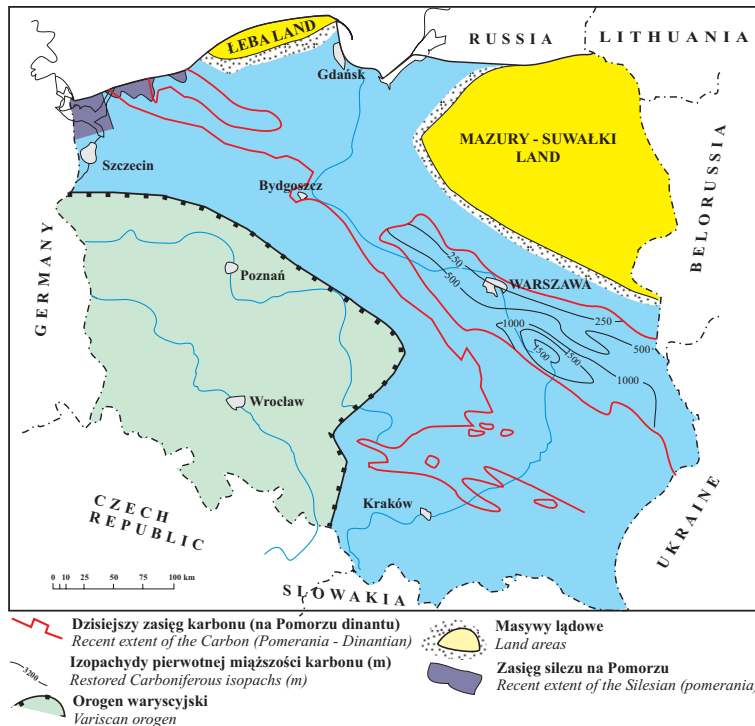 ŁEBA LAND
RUSSIA
LITHUANIA
Gdańsk
MAZURY - SUWAŁKI
LAND
Szczecin
Bydgoszcz
BELORUSSIA
GERMANY
250
500
WARSZAWA
Poznań
250
1000
500
1500
1500
1000
Wrocław
CZECH
REPUBLIC
Kraków
UKRAINE
SLOWAKIA
0 10 25 50 75 100 km
Dzisiejszy zasięg karbonu (na Pomorzu dinantu)
Recent extent of the Carbon (Pomerania - Dinantian)
Masywy lądowe
Land areas
3200
Izopachydy pierwotnej miąższości karbonu (m)
Restored Carboniferous isopachs (m)
Zasięg silezu na Pomorzu
Recent extent of the Silesian (pomerania)
Orogen waryscyjski
Variscan orogen